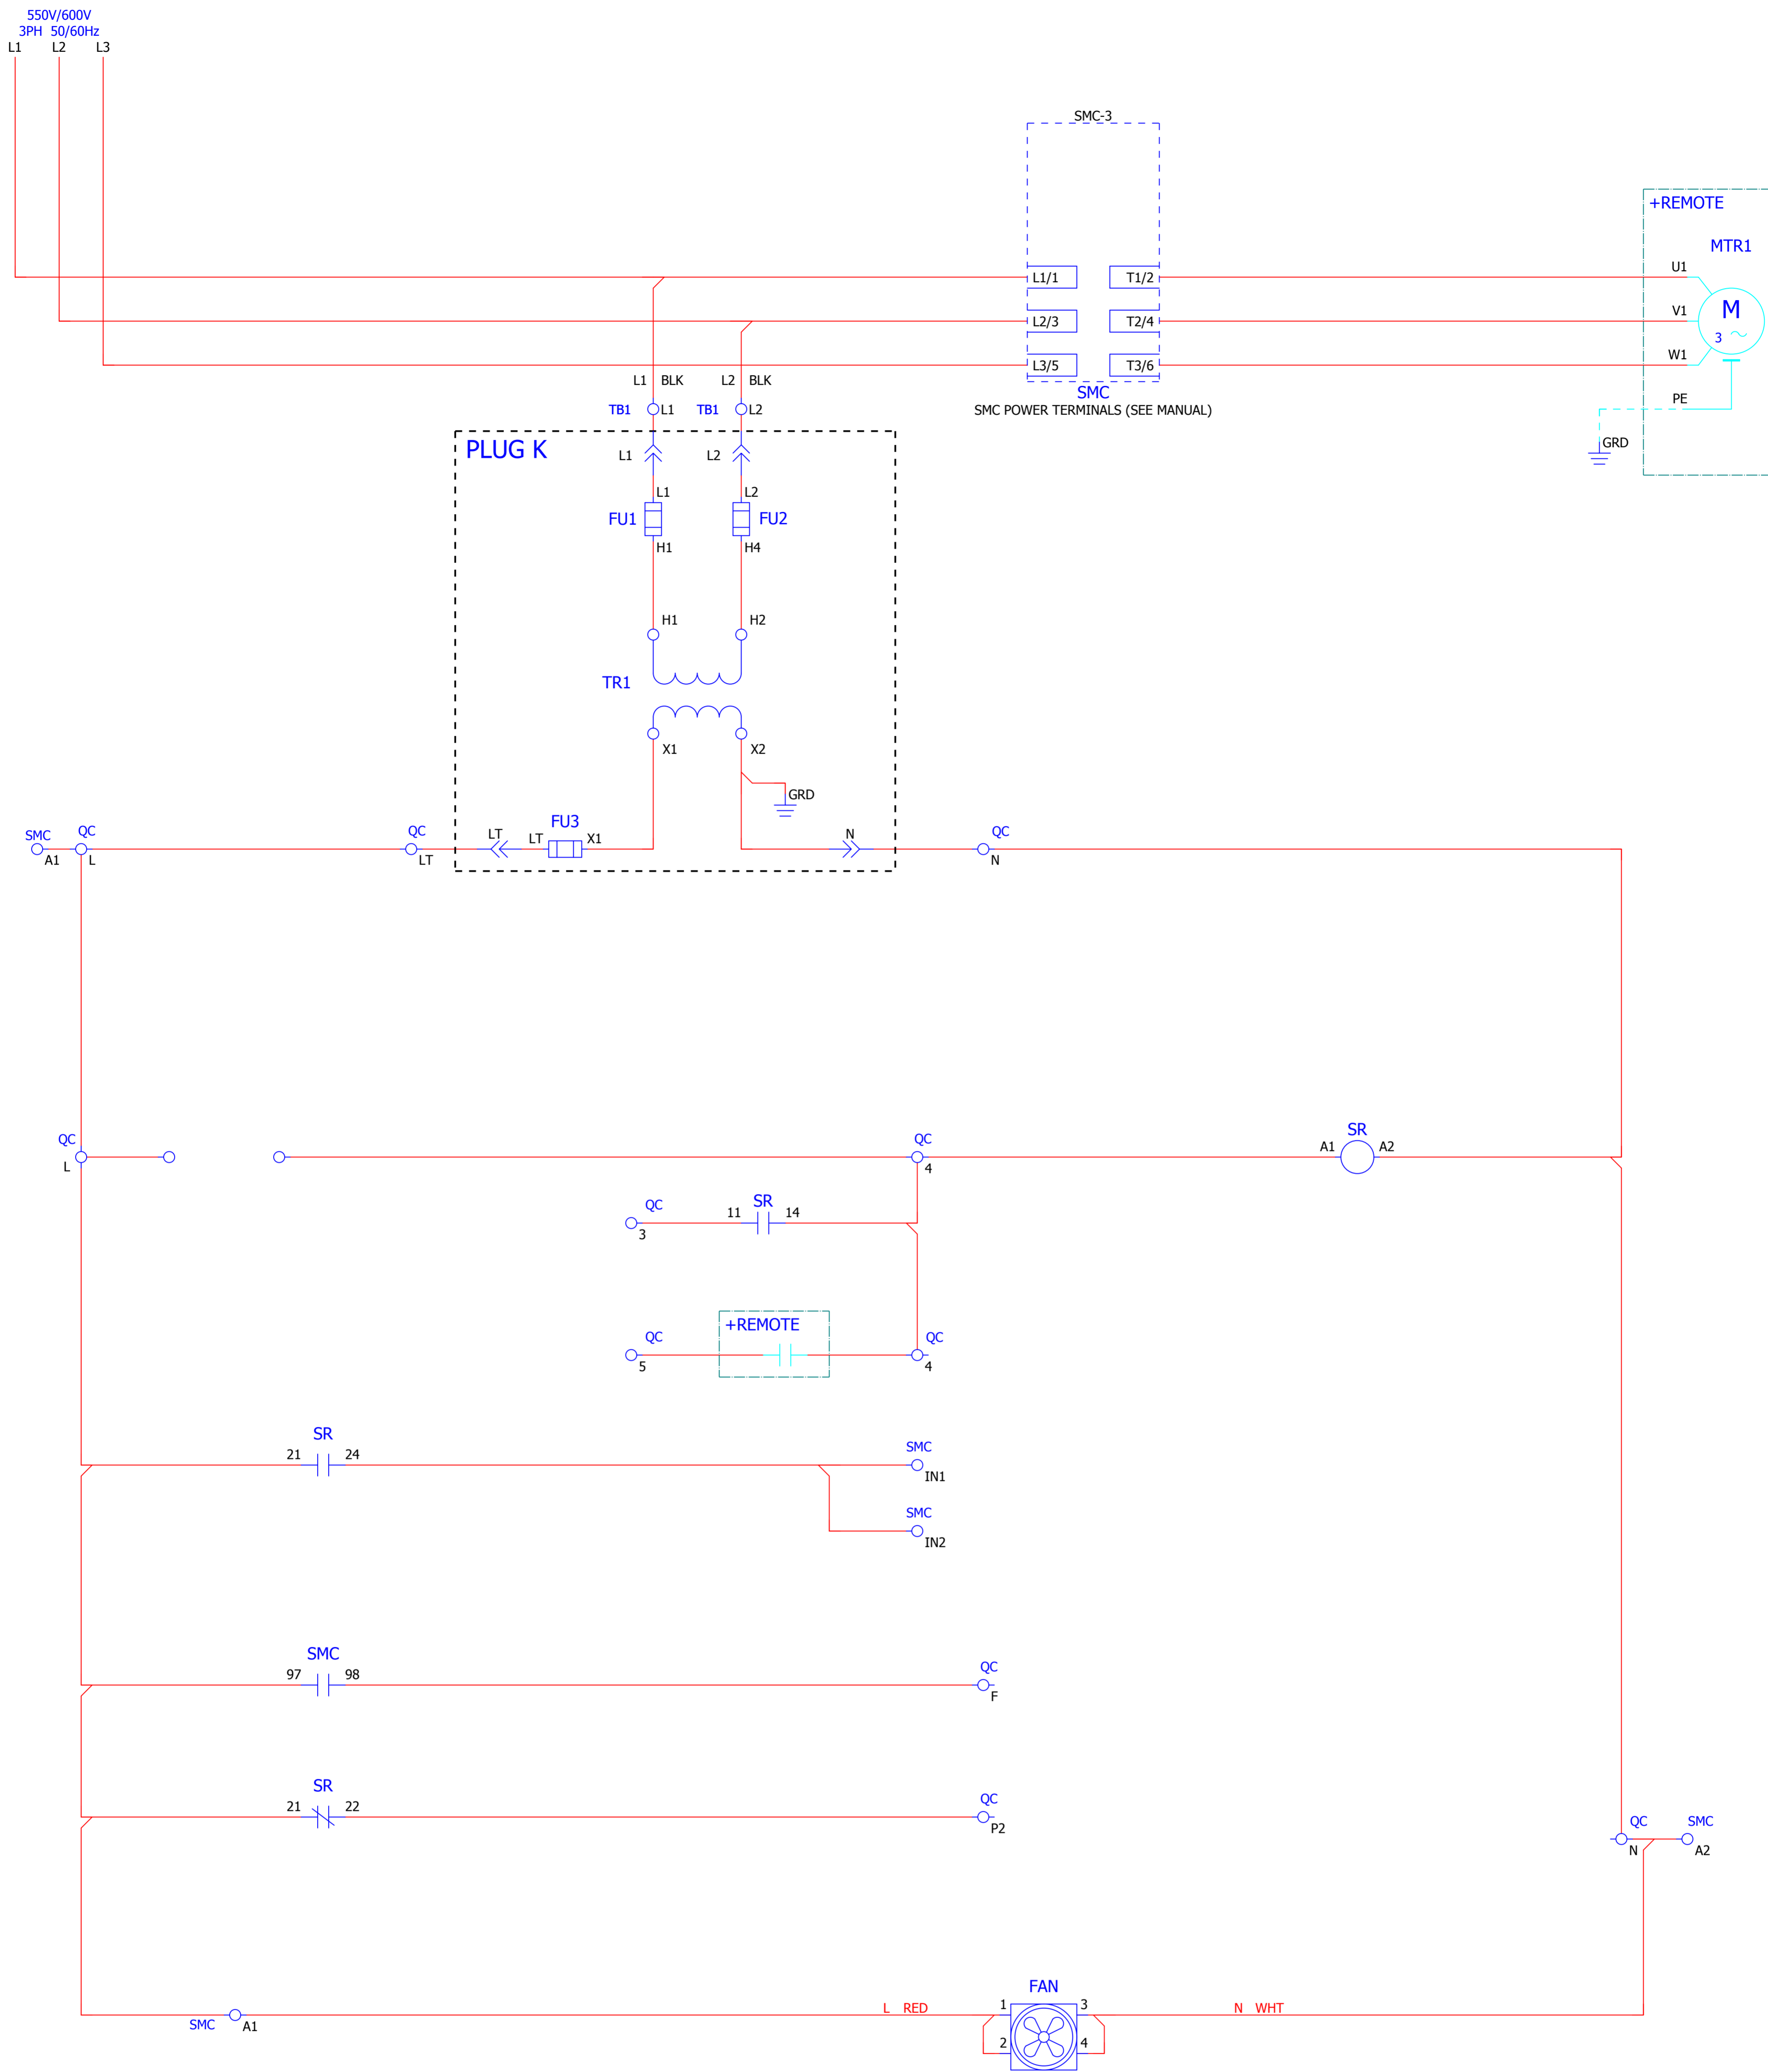 550V/600V
3PH 50/60Hz
L1 L2 L3
SMC-3
+REMOTE
MTR1
U1
L1/1 T1/2
M
3
V1
L2/3 T2/4
W1
L3/5 T3/6
L1 BLK L2 BLK
SMC
PE
TB1 L1 TB1 L2
SMC POWER TERMINALS (SEE MANUAL)
GRD
PLUG K
L1 L2
L1 L2
FU1 FU2
H1 H4
H1 H2
TR1
X1 X2
GRD
FU3
SMC QC QC LT LT X1 N QC
A1 L LT N
QC QC SR
A1 A2
L 4
QC SR
11 14
3
+REMOTE
QC QC
5 4
SR
21 24 SMC
IN1
SMC
IN2
SMC
97 98 QC
F
SR
21 22 QC
P2
QC SMC
N A2
FAN
L RED 1 3 N WHT
SMC A1
2 4